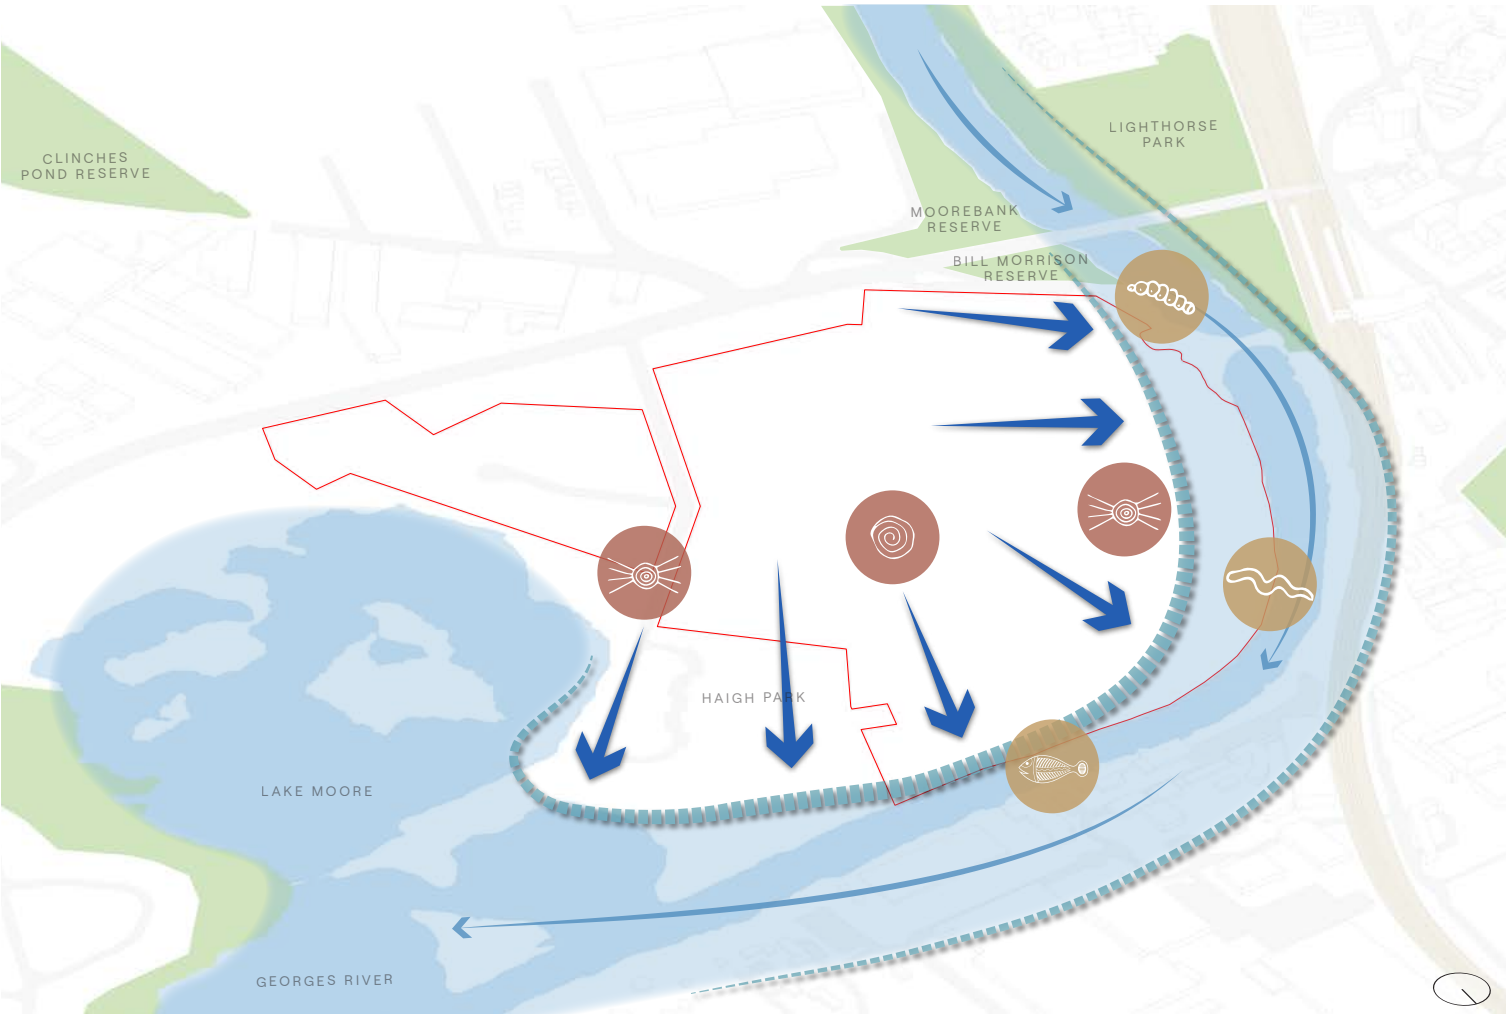 LIGHTHORSE
PARK
CLINCHES
POND RESERVE
MOOREBANK
RESERVE
BILL MORRISON
RESERVE
HAIGH PARK
LAKE MOORE
GEORGES RIVER